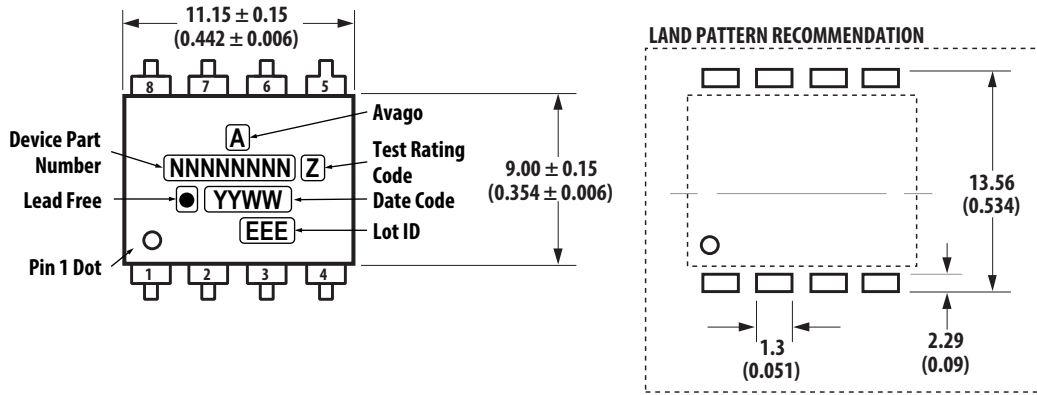 11.15 ± 0.15
(0.442 ± 0.006)
LAND PATTERN RECOMMENDATION
8 7 6 5
Avago
A
Device Part
Number
NNNNNNNN Z
Test Rating
Code
9.00 ± 0.15
(0.354 ± 0.006)
13.56
(0.534)
Lead Free
YYWW
Date Code
EEE
Lot ID
Pin 1 Dot
1 2 3 4
1.3
(0.051)
2.29
(0.09)